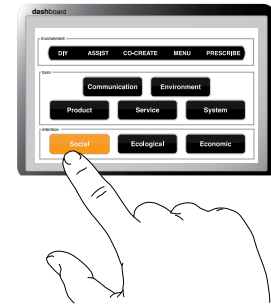 dashboard
involvement
DIY ASSIST CO-CREATE MENU PRESCRIBE
form
Communication Environment
Product Service System
intention
Social Ecological Economic